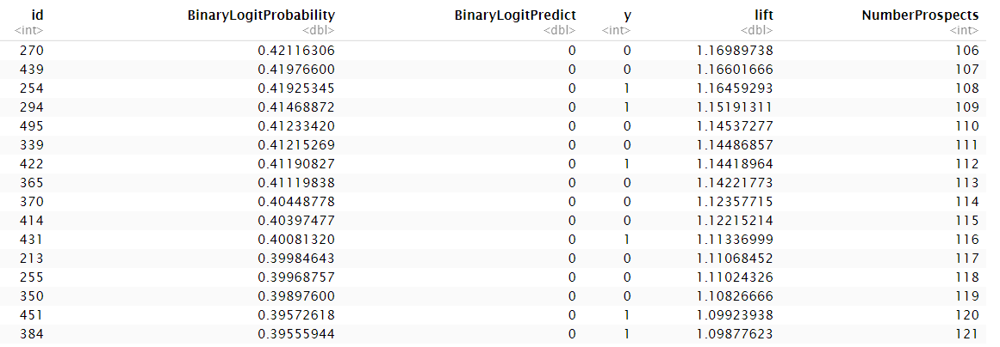 id BinaryLogitProbability BinaryLogitPredict y lift NumberProspects
<int> <dbl> <dbl> <int> <dbl> <int>
270 0.42116306 0 0 1.16989738 106
439 0.41976600 0 0 1.16601666 107
254 0.41925345 0 1 1.16459293 108
294 0.41468872 0 1 1.15191311 109
495 0.41233420 0 0 1.14537277 110
339 0.41215269 0 0 1.14486857 111
422 0.41190827 0 1 1.14418964 112
365 0.41119838 0 0 1.14221773 113
370 0.40448778 0 0 1.12357715 114
414 0.40397477 0 0 1.12215214 115
431 0.40081320 0 1 1.11336999 116
213 0.39984643 0 0 1.11068452 117
255 0.39968757 0 0 1.11024326 118
350 0.39897600 0 0 1.10826666 119
451 0.39572618 0 1 1.09923938 120
384 0.39555944 0 1 1.09877623 121